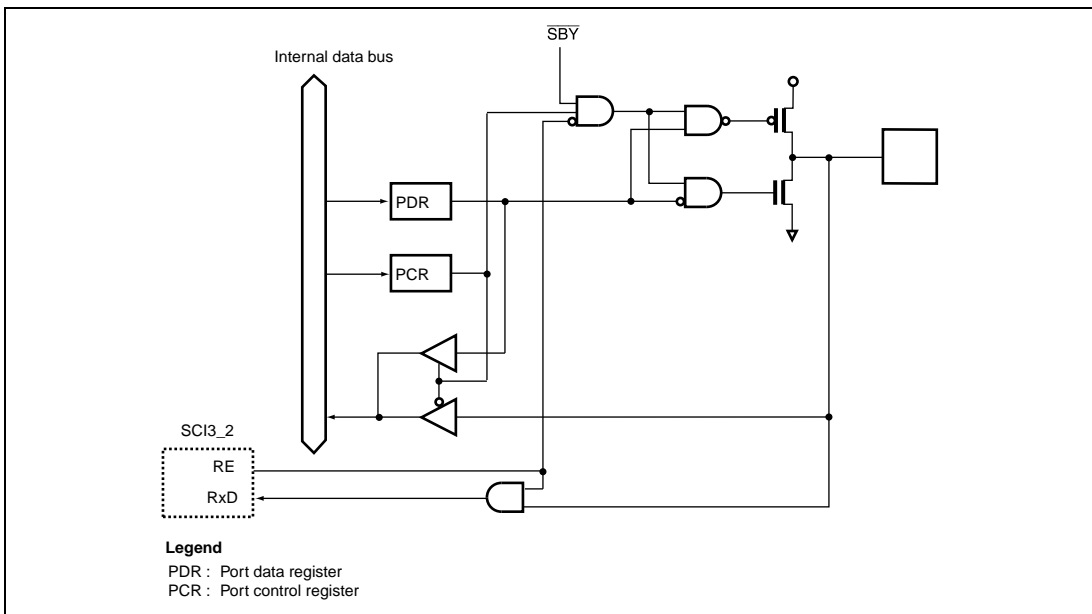 SBY
Internal data bus
PDR
PCR
SCI3_2
RE
RxD
Legend
PDR : Port data register
PCR : Port control register